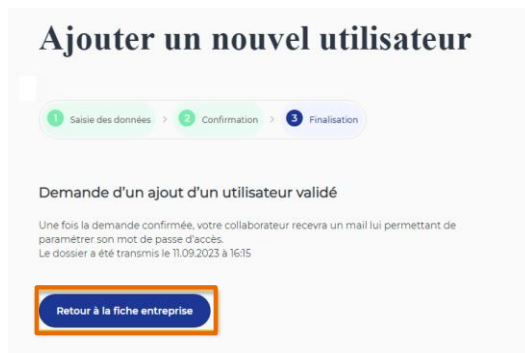 Ajouter un nouvel utilisateur
1 Saisie des données > 2 Confirmation > 3 Finalisation
Demande d'un ajout d'un utilisateur validé
Une fois la demande confirmée, votre collaborateur recevra un mail lui permettant de
paramétrer son mot de passe d'accès.
Le dossier a été transmis le 11.09.2023 à 16:15
Retour à la fiche entreprise